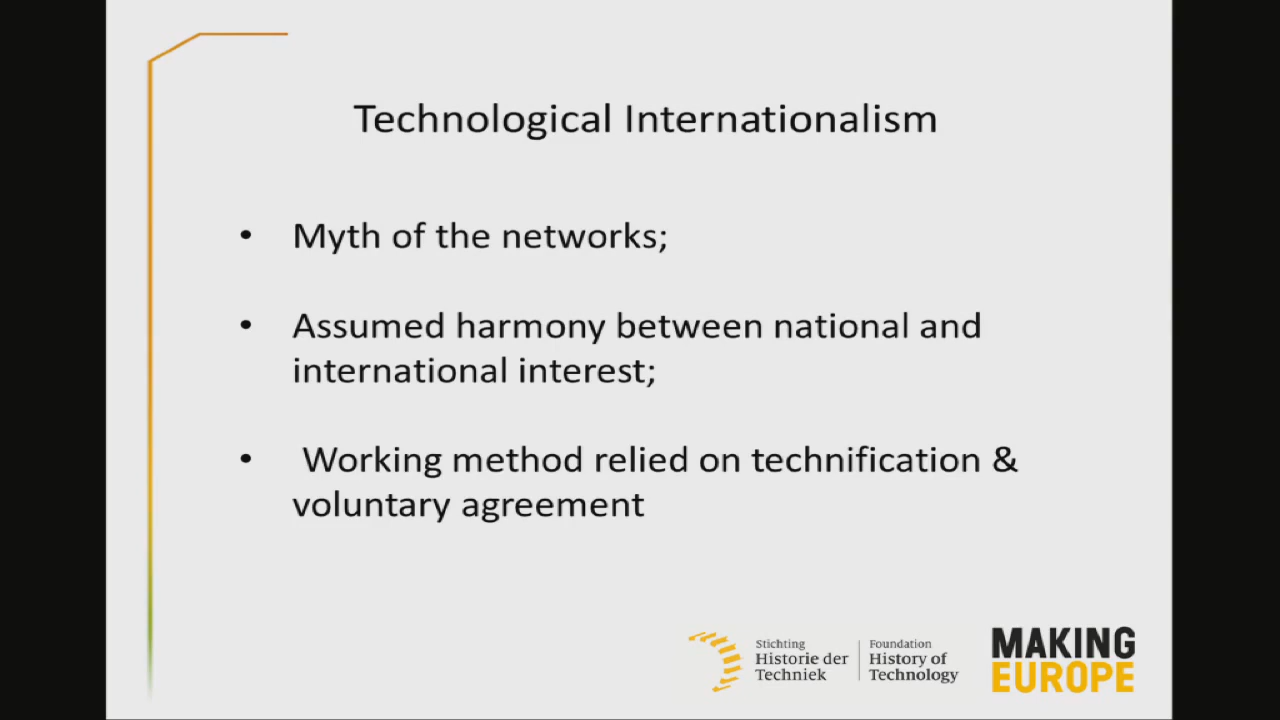 Technological Internationalism
• Myth of the networks;
• Assumed harmony between national and
international interest;
• Working method relied on technification &
voluntary agreement
Stichting
Historie der
Techniek
Foundation
History of
Technology
MAKING
EUROPE